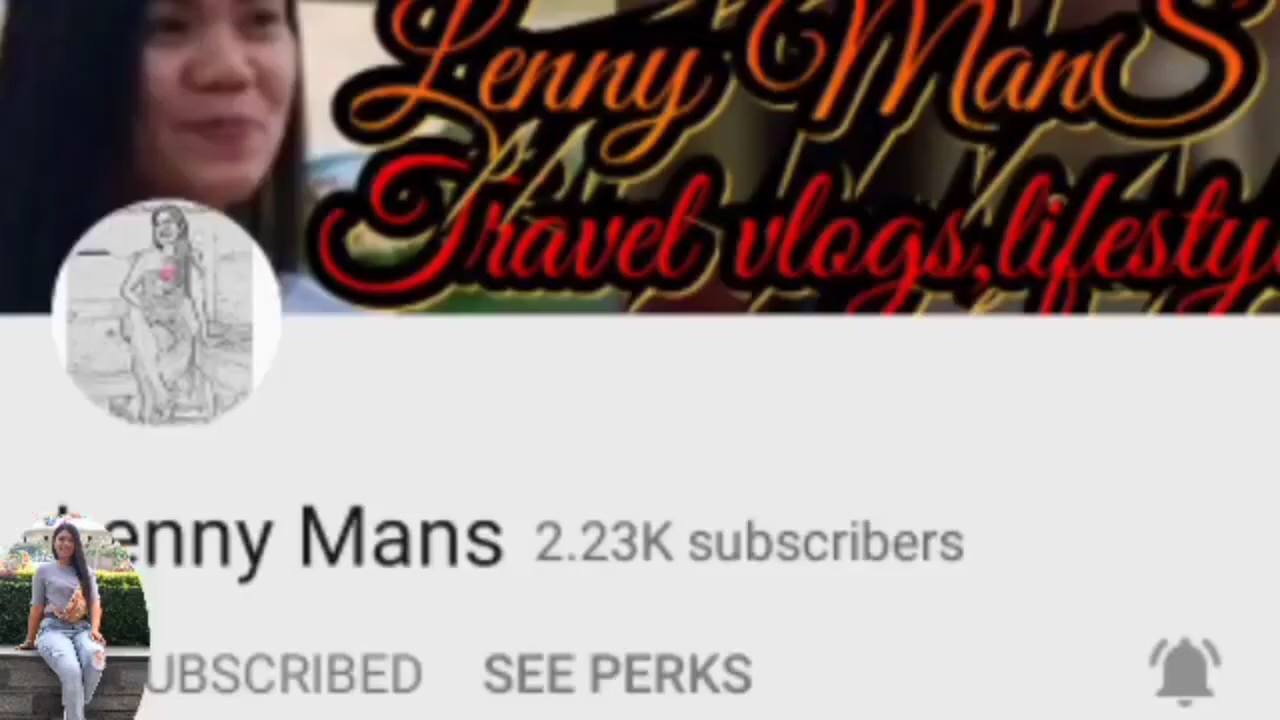 Lenny ManS
Travel vlogs,lifesty
enny Mans 2.23K subscribers
UBSCRIBED SEE PERKS